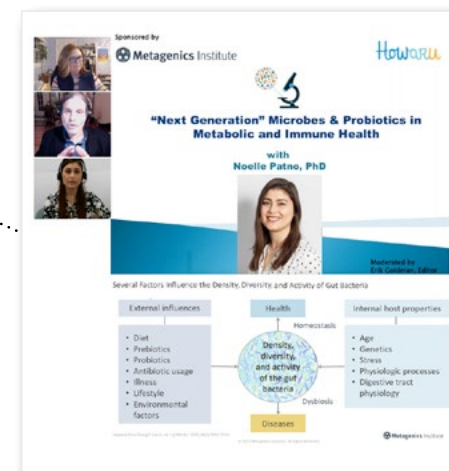 Sponsored by
Metagenics Institute
Howaru
“Next Generation” Microbes & Probiotics in
Metabolic and Immune Health
with
Noelle Patno, PhD
Moderated by
Erik Goldman, Editor
Several Factors Influence the Density, Diversity, and Activity of Gut Bacteria
External influences
• Diet
• Prebiotics
• Probiotics
• Antibiotic usage
• Illness
• Lifestyle
• Environmental
factors
Health
Homeostasis
Density,
diversity,
and activity
of the gut
bacteria
Dysbiosis
Diseases
Internal host properties
• Age
• Genetics
• Stress
• Physiologic processes
• Digestive tract
physiology
Metagenics Institute